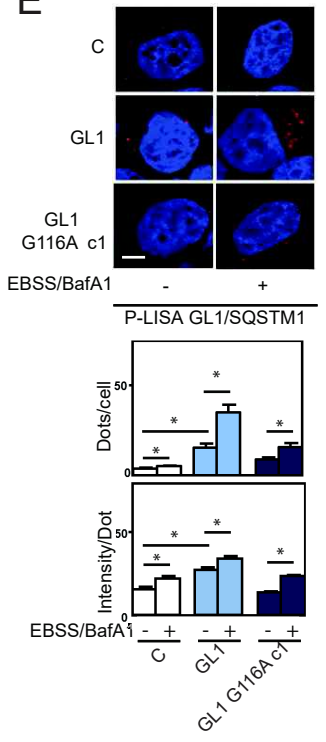 E
C
GL1
GL1
G116A c1
EBSS/BafA1 - +
P-LISA GL1/SQSTM1
Dots/cell
50
0
* * * *
Intensity/Dot
50
0
* * * *
EBSS/BafA1 - + - + - +
C GL1 GL1 G116A c1